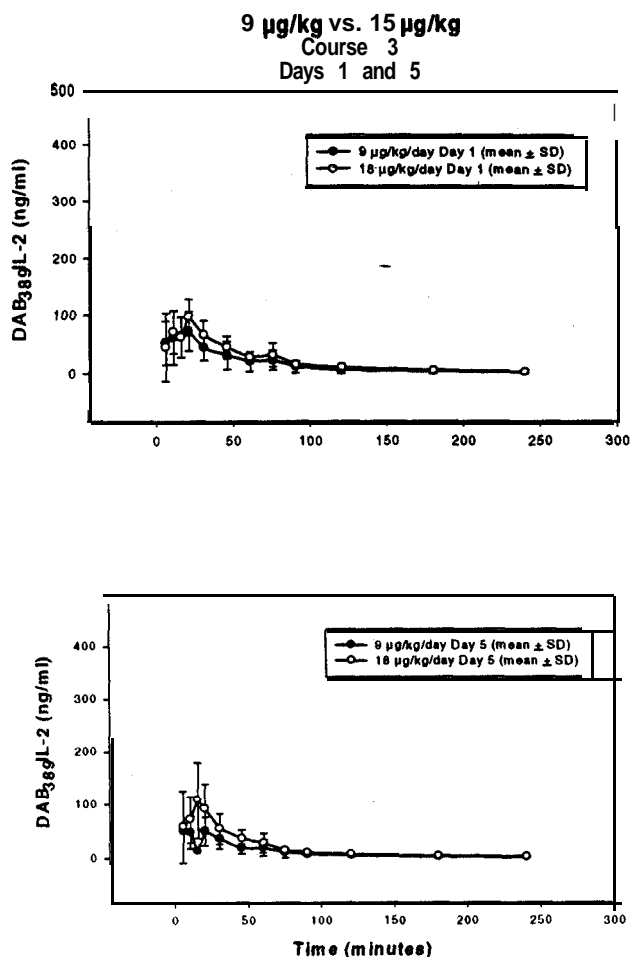 9 µg/kg vs. 15 µg/kg
Course 3
Days 1 and 5
500
400
300
200
100
0
DAB389IL-2 (ng/ml)
9 µg/kg/day Day 1 (mean ± SD)
18 µg/kg/day Day 1 (mean ± SD)
0 50 100 150 200 250 300
400
300
200
100
0
DAB389IL-2 (ng/ml)
9 µg/kg/day Day 5 (mean ± SD)
18 µg/kg/day Day 5 (mean ± SD)
0 50 100 150 200 250 300
Time (minutes)